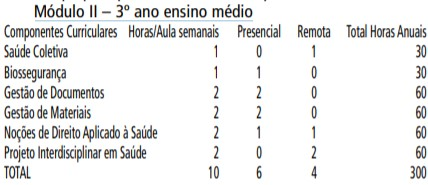 Módulo II – 3º ano ensino médio
Componentes Curriculares Horas/Aula semanais Presencial Remota Total Horas Anuais
Saúde Coletiva 1 0 1 30
Biossegurança 1 1 0 30
Gestão de Documentos 2 2 0 60
Gestão de Materiais 2 2 0 60
Noções de Direito Aplicado à Saúde 2 1 1 60
Projeto Interdisciplinar em Saúde 2 0 2 60
TOTAL 10 6 4 300